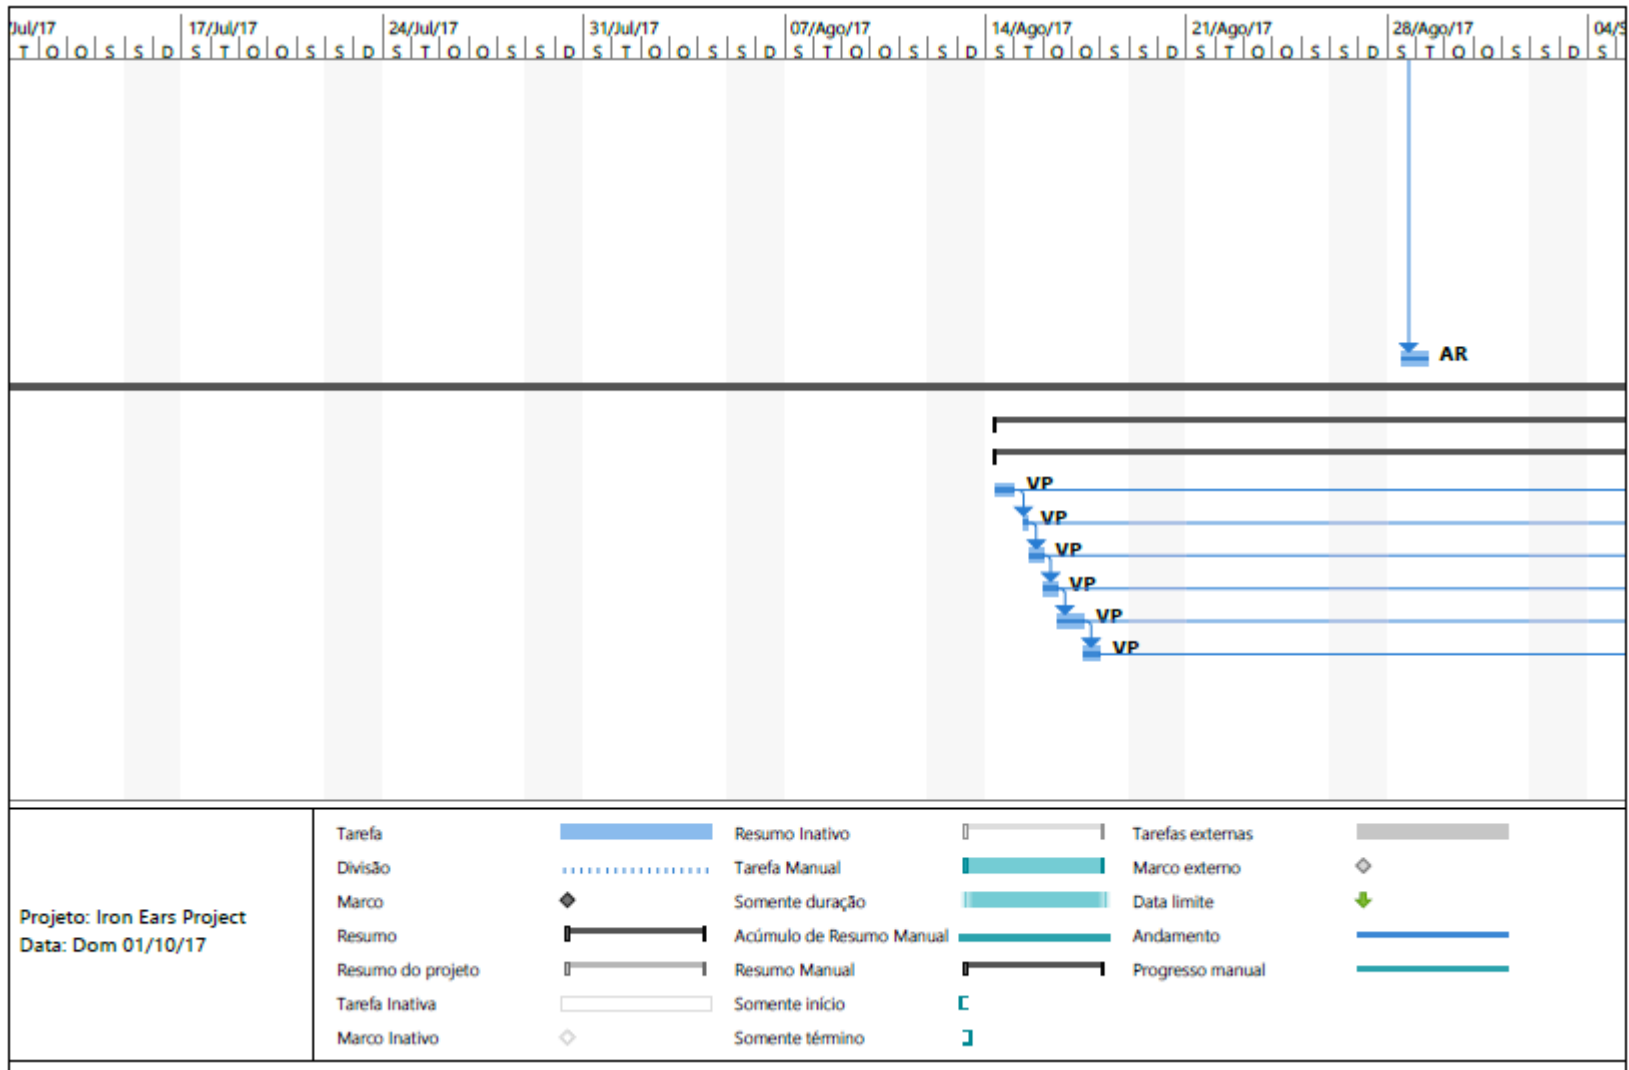 /Jul/17 17/Jul/17 24/Jul/17 31/Jul/17 07/Ago/17 14/Ago/17 21/Ago/17 28/Ago/17 04/S
T Q Q S S D S T Q Q S S D S T Q Q S S D S T Q Q S S D S T Q Q S S D S T Q Q S S D S T Q Q S S D S T Q Q S S D S
AR
VP
VP
VP
VP
VP
VP
Projeto: Iron Ears Project
Data: Dom 01/10/17
Tarefa
Divisão
Marco
Resumo
Resumo do projeto
Tarefa Inativa
Marco Inativo
Resumo Inativo
Tarefa Manual
Somente duração
Acúmulo de Resumo Manual
Resumo Manual
Somente início
Somente término
Tarefas externas
Marco externo
Data limite
Andamento
Progresso manual